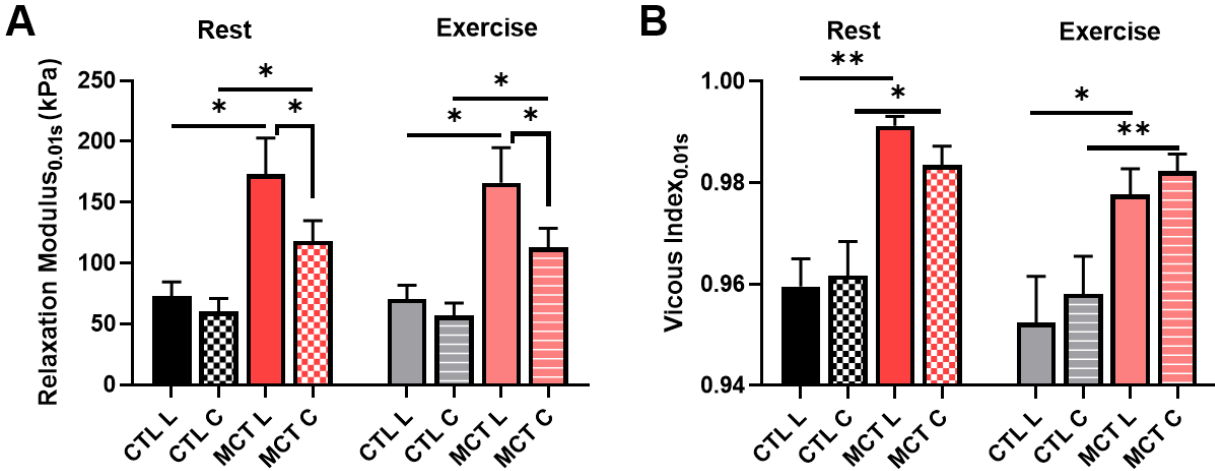 A
Rest
Exercise
Relaxation Modulus0.01s (kPa)
250
200
150
100
50
0
*
*
*
*
*
*
CTL L
CTL C
MCT L
MCT C
CTL L
CTL C
MCT L
MCT C
B
Rest
Exercise
Vicous Index0.01s
1.00
0.98
0.96
0.94
**
*
*
**
CTL L
CTL C
MCT L
MCT C
CTL L
CTL C
MCT L
MCT C